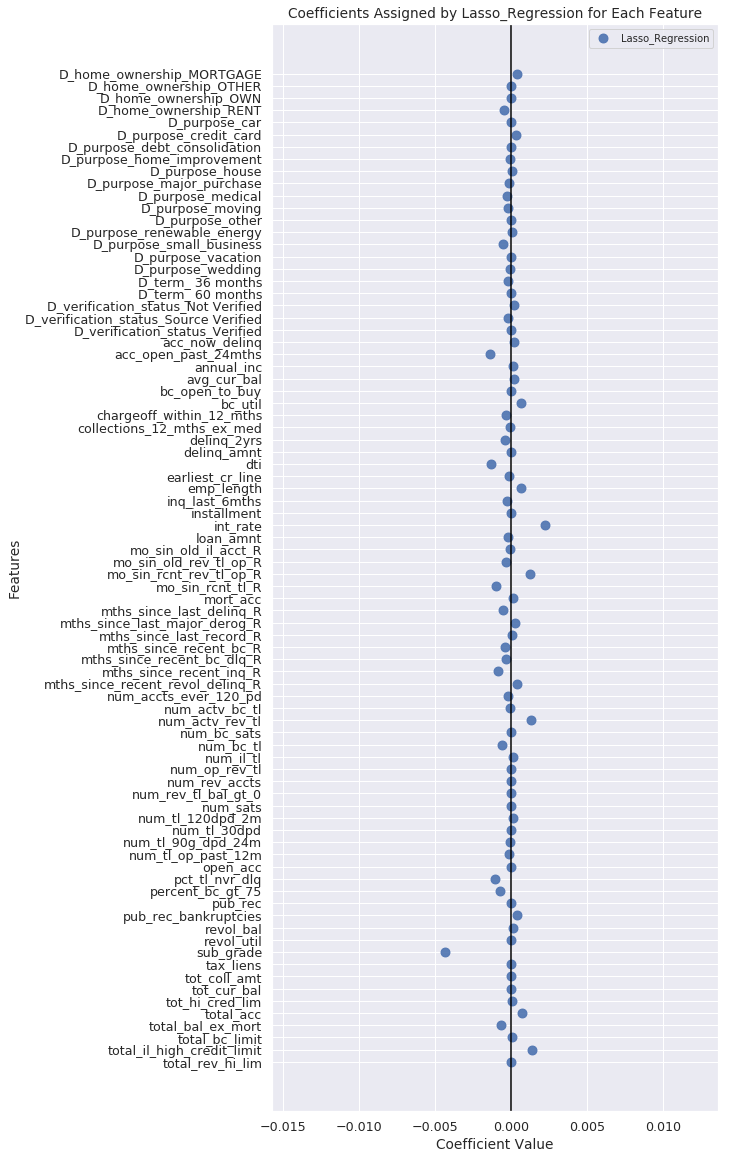 Coefficients Assigned by Lasso_Regression for Each Feature
Lasso_Regression
D_home_ownership_MORTGAGE
D_home_ownership_OTHER
D_home_ownership_OWN
D_home_ownership_RENT
D_purpose_car
D_purpose_credit_card
D_purpose_debt_consolidation
D_purpose_home_improvement
D_purpose_house
D_purpose_major_purchase
D_purpose_medical
D_purpose_moving
D_purpose_other
D_purpose_renewable_energy
D_purpose_small_business
D_purpose_vacation
D_purpose_wedding
D_term_ 36 months
D_term_ 60 months
D_verification_status_Not Verified
D_verification_status_Source Verified
D_verification_status_Verified
acc_now_delinq
acc_open_past_24mths
annual_inc
avg_cur_bal
bc_open_to_buy
bc_util
chargeoff_within_12_mths
collections_12_mths_ex_med
delinq_2yrs
delinq_amnt
dti
earliest_cr_line
emp_length
inq_last_6mths
installment
int_rate
loan_amnt
mo_sin_old_il_acct_R
mo_sin_old_rev_tl_op_R
mo_sin_rcnt_rev_tl_op_R
mo_sin_rcnt_tl_R
mort_acc
mths_since_last_delinq_R
mths_since_last_major_derog_R
mths_since_last_record_R
mths_since_recent_bc_R
mths_since_recent_bc_dlq_R
mths_since_recent_inq_R
mths_since_recent_revol_delinq_R
num_accts_ever_120_pd
num_actv_bc_tl
num_actv_rev_tl
num_bc_sats
num_bc_tl
num_il_tl
num_op_rev_tl
num_rev_accts
num_rev_tl_bal_gt_0
num_sats
num_tl_120dpd_2m
num_tl_30dpd
num_tl_90g_dpd_24m
num_tl_op_past_12m
open_acc
pct_tl_nvr_dlq
percent_bc_gt_75
pub_rec
pub_rec_bankruptcies
revol_bal
revol_util
sub_grade
tax_liens
tot_coll_amt
tot_cur_bal
tot_hi_cred_lim
total_acc
total_bal_ex_mort
total_bc_limit
total_il_high_credit_limit
total_rev_hi_lim
Features
−0.015 −0.010 −0.005 0.000 0.005 0.010
Coefficient Value